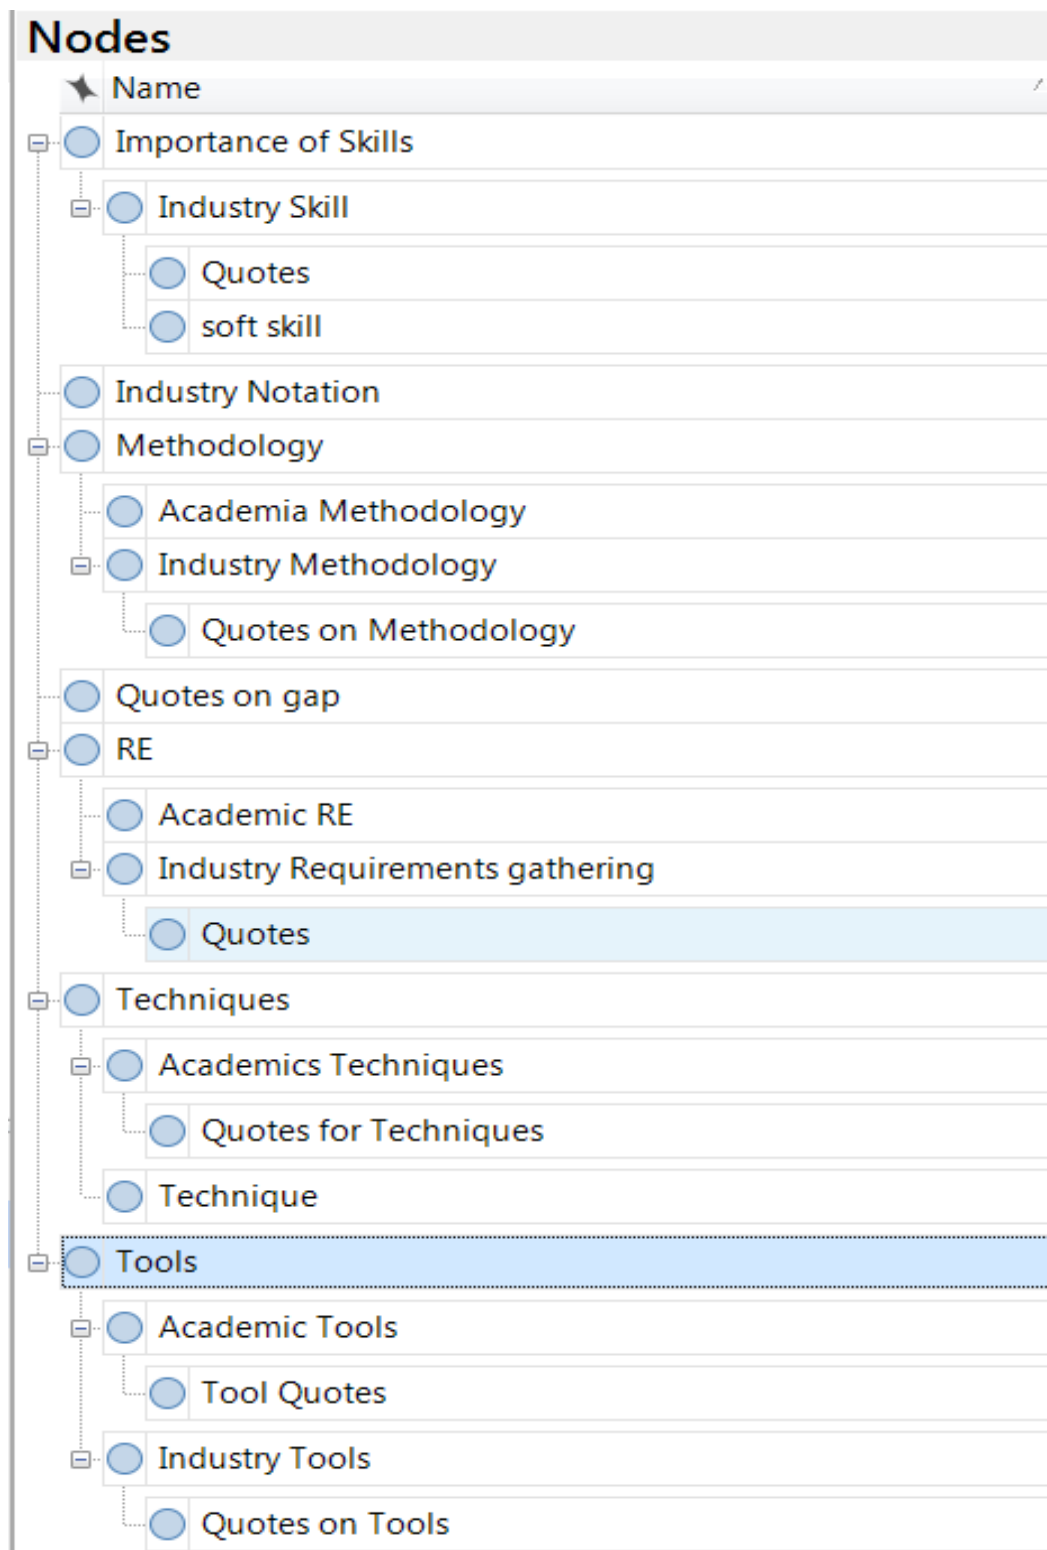 Nodes
Name
Importance of Skills
Industry Skill
Quotes
soft skill
Industry Notation
Methodology
Academia Methodology
Industry Methodology
Quotes on Methodology
Quotes on gap
RE
Academic RE
Industry Requirements gathering
Quotes
Techniques
Academics Techniques
Quotes for Techniques
Technique
Tools
Academic Tools
Tool Quotes
Industry Tools
Quotes on Tools